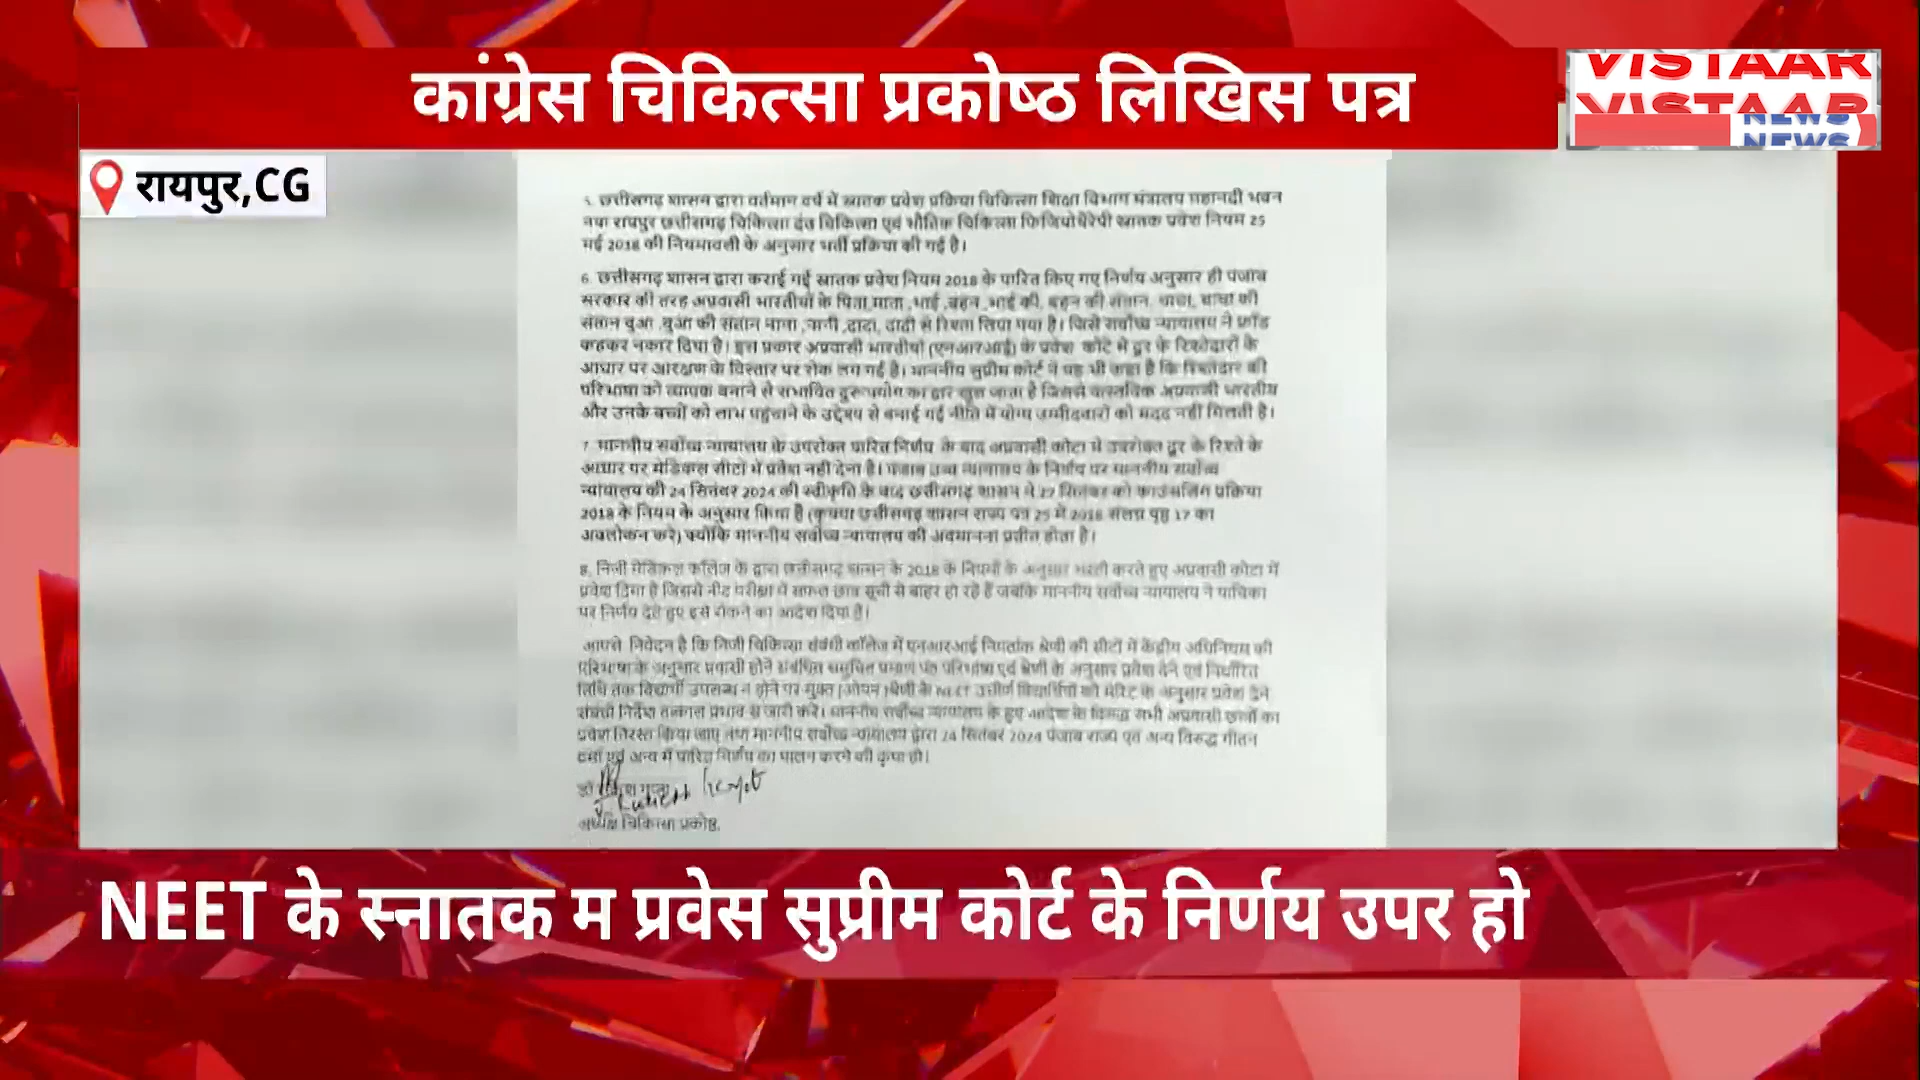 कांग्रेस चिकित्सा प्रकोष्ठ लिखिस पत्र
VISTAAR
VISTAAR
NEWS
NEWS
रायपुर,CG
5. छत्तीसगढ़ शासन द्वारा वर्तमान वर्ष में स्नातक प्रवेश प्रक्रिया चिकित्सा शिक्षा विभाग मंत्रालय महानदी भवन
नवा रायपुर छत्तीसगढ़ चिकित्सा दंत चिकित्सा एवं भौतिक चिकित्सा फिजियोथैरेपी स्नातक प्रवेश नियम 25
मई 2018 की नियमावली के अनुसार भर्ती प्रक्रिया की गई है।
6. छत्तीसगढ़ शासन द्वारा कराई गई स्नातक प्रवेश नियम 2018 के पारित किए गए निर्णय अनुसार ही पंजाब
सरकार की तरह अप्रवासी भारतीयों के पिता माता ,भाई ,बहन ,भाई की, बहन की संतान, चाचा, चाचा की
संतान बुआ ,बुआ की संतान नाना ,नानी ,दादा, दादी से रिश्ता लिया गया है। जिसे सर्वोच्च न्यायालय ने फ्रॉड
कहकर नकार दिया है। इस प्रकार अप्रवासी भारतीयों (एनआरआई) के प्रवेश कोटे में दूर के रिश्तेदारों के
आधार पर आरक्षण के विस्तार पर रोक लग गई है। माननीय सुप्रीम कोर्ट ने यह भी कहा है कि रिश्तेदार की
परिभाषा को व्यापक बनाने से संभावित दुरूपयोग का द्वार खुल जाता है जिससे वास्तविक अप्रवासी भारतीय
और उनके बच्चों को लाभ पहुंचाने के उद्देश्य से बनाई गई नीति में योग्य उम्मीदवारों को मदद नहीं मिलती है।
7 माननीय सर्वोच्च न्यायालय के उपरोक्त पारित निर्णय के बाद अप्रवासी कोटा में उपरोक्त दूर के रिश्ते के
आधार पर मेडिकल सीटों में प्रवेश नही देना है। पंजाब उच्च न्यायालय के निर्णय पर माननीय सर्वोच्च
न्यायालय की 24 सितंबर 2024 की स्वीकृति के बाद छत्तीसगढ़ शासन ने 27 सितंबर को काउंसलिंग प्रक्रिया
2018 के नियम के अनुसार किया है (कृपया छत्तीसगढ़ शासन राज्य पत्र 25 मे 2018 संलग्न पृष्ठ 17 का
अवलोकन करे) क्योंकि माननीय सर्वोच्च न्यायालय की अवमानना प्रतीत होता है।
8. निजी मेडिकल कॉलेज के द्वारा छत्तीसगढ़ शासन के 2018 के नियमों के अनुसार भरती करते हुए अप्रवासी कोटा में
प्रवेश दिया है जिससे नीट परीक्षा में सफल छात्र सूची से बाहर हो रहे हैं जबकि माननीय सर्वोच्च न्यायालय ने याचिका
पर निर्णय देते हुए इसे रोकने का आदेश दिया है।
आपसे निवेदन है कि निजी चिकित्सा संबंधी कॉलेज में एनआरआई श्रेणी की सीटों में केंद्रीय अधिनियम की
परिभाषा के अनुसार प्रवासी होने संबंधित समुचित प्रमाण पत्र परिभाषा एवं श्रेणी के अनुसार प्रवेश देने एवं निर्धारित
तिथि तक विद्यार्थी उपलब्ध न होने पर मुक्त (ओपन) श्रेणी के NEET उत्तीर्ण विद्यार्थियों को मेरिट के अनुसार प्रवेश देने
संबंधी निर्देश तत्काल प्रभाव से जारी करें। माननीय सर्वोच्च न्यायालय के हुए आदेश के विरुद्ध सभी अप्रवासी छात्रों का
प्रवेश निरस्त किया जाए तथा माननीय सर्वोच्च न्यायालय द्वारा 24 सितंबर 2024 पंजाब राज्य एवं अन्य विरुद्ध गीतन
वर्मा एवं अन्य में पारित निर्णय का पालन करने की कृपा हो।
डॉ राकेश गुप्ता
अध्यक्ष चिकित्सा प्रकोष्ठ.
NEET के स्नातक म प्रवेस सुप्रीम कोर्ट के निर्णय उपर हो